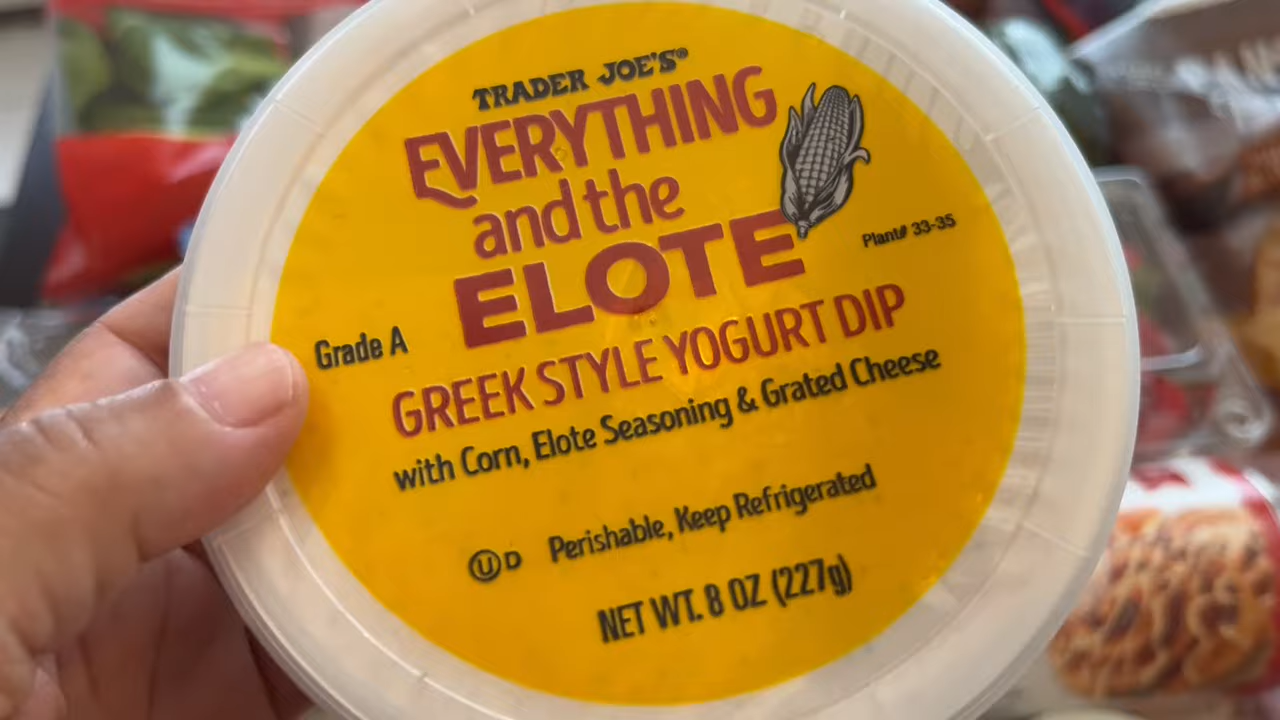 TRADER JOE'S®
EVERYTHING
and the
ELOTE
Plant# 33-35
Grade A
GREEK STYLE YOGURT DIP
with Corn, Elote Seasoning & Grated Cheese
Ⓤ D Perishable, Keep Refrigerated
NET WT. 8 OZ (227g)